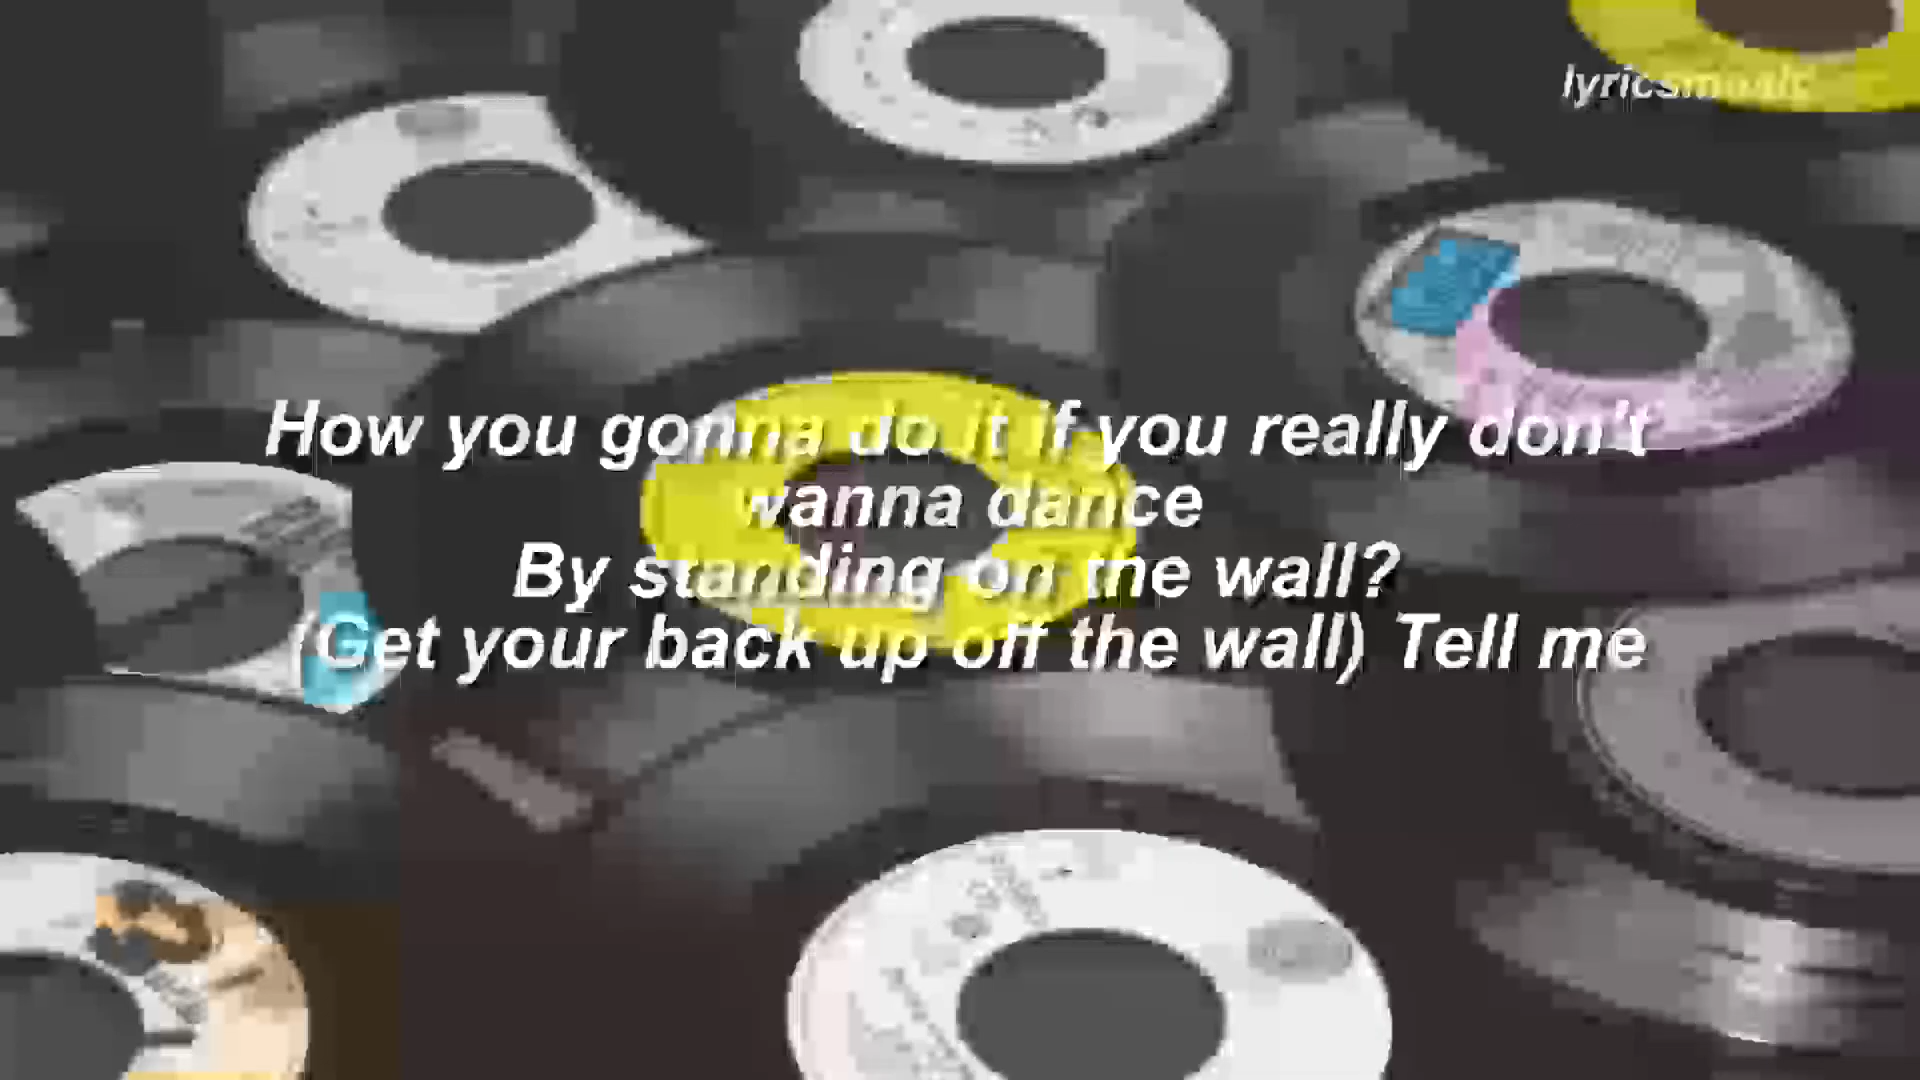 lyricsmusic
How you gonna do it if you really don't
wanna dance
By standing on the wall?
(Get your back up off the wall) Tell me